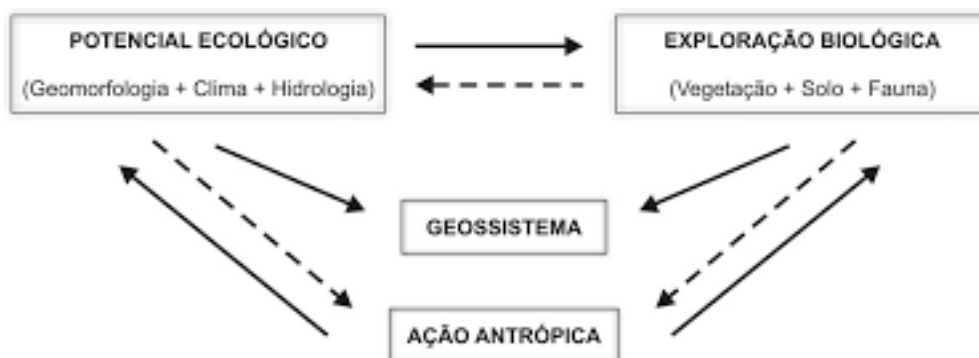 POTENCIAL ECOLÓGICO
(Geomorfologia + Clima + Hidrologia)
EXPLORAÇÃO BIOLÓGICA
(Vegetação + Solo + Fauna)
GEOSSISTEMA
AÇÃO ANTRÓPICA